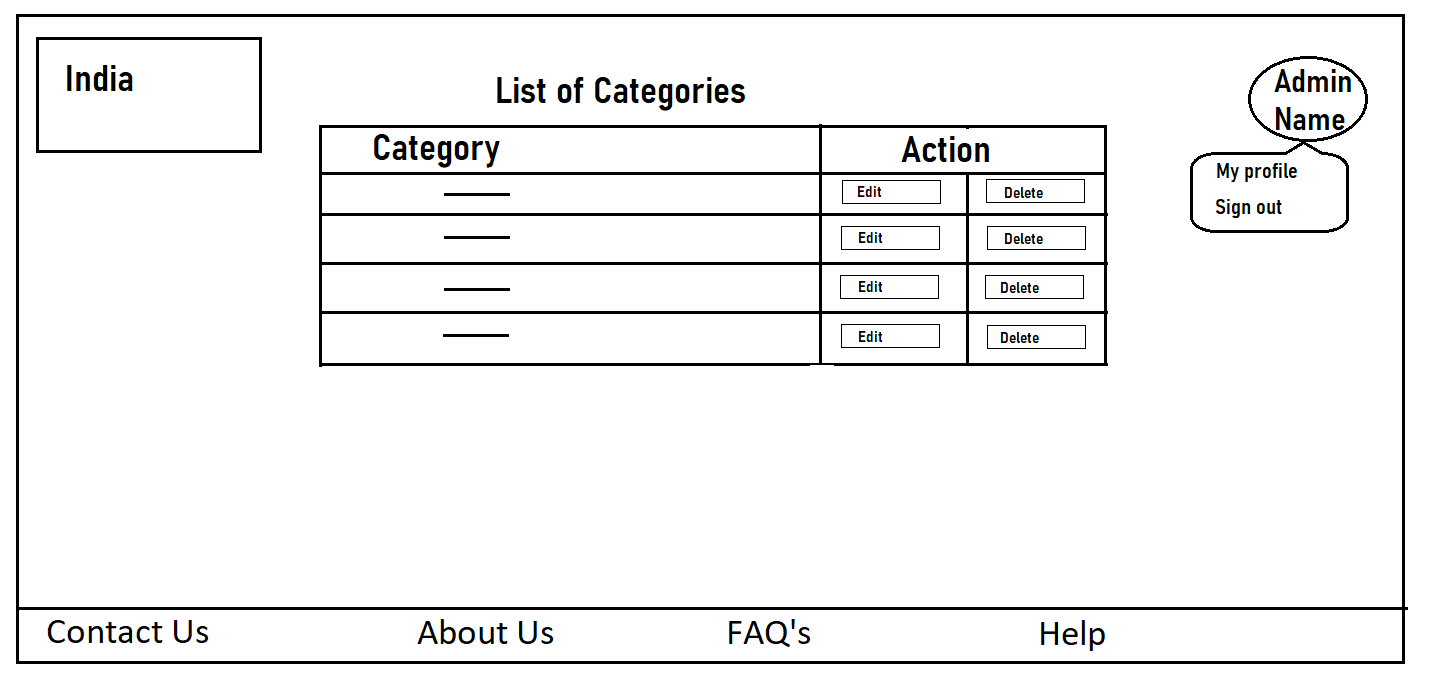 India
List of Categories
Admin
Name
My profile
Sign out
Category Action
Edit Delete
Edit Delete
Edit Delete
Edit Delete
Contact Us About Us FAQ's Help